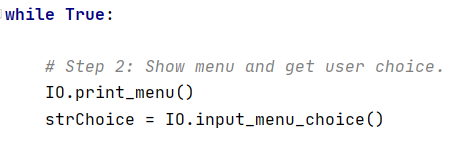 while True:
# Step 2: Show menu and get user choice.
IO.print_menu()
strChoice = IO.input_menu_choice()